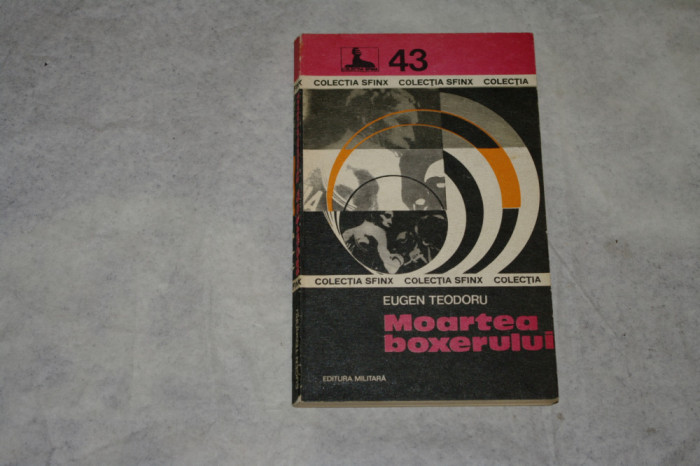 43
COLECȚIA SFINX COLECȚIA SFINX COLECȚIA
COLECȚIA SFINX COLECȚIA SFINX COLECȚIA
EUGEN TEODORU
Moartea
boxerului
EDITURA MILITARĂ